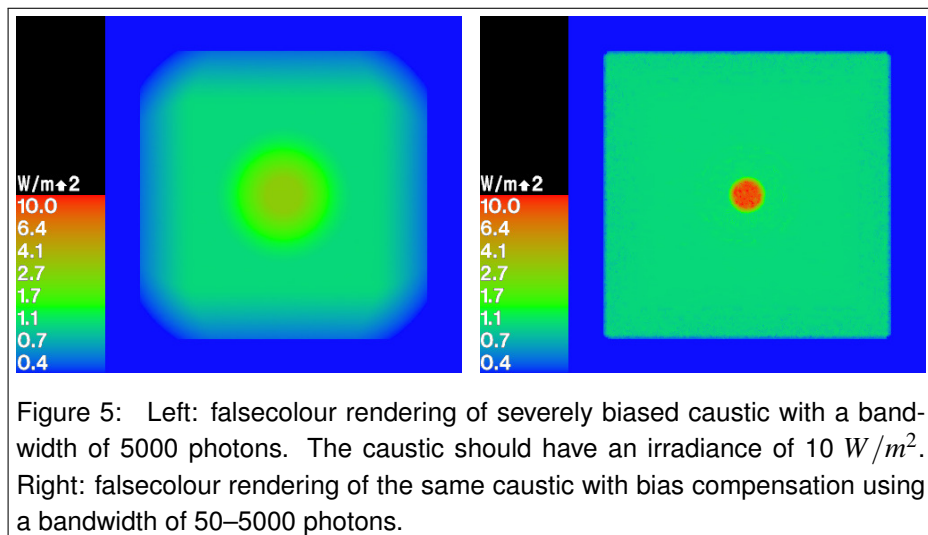 W/m↑2
10.0
6.4
4.1
2.7
1.7
1.1
0.7
0.4
W/m↑2
10.0
6.4
4.1
2.7
1.7
1.1
0.7
0.4
Figure 5: Left: falsecolour rendering of severely biased caustic with a band-
width of 5000 photons. The caustic should have an irradiance of 10 W/m².
Right: falsecolour rendering of the same caustic with bias compensation using
a bandwidth of 50–5000 photons.